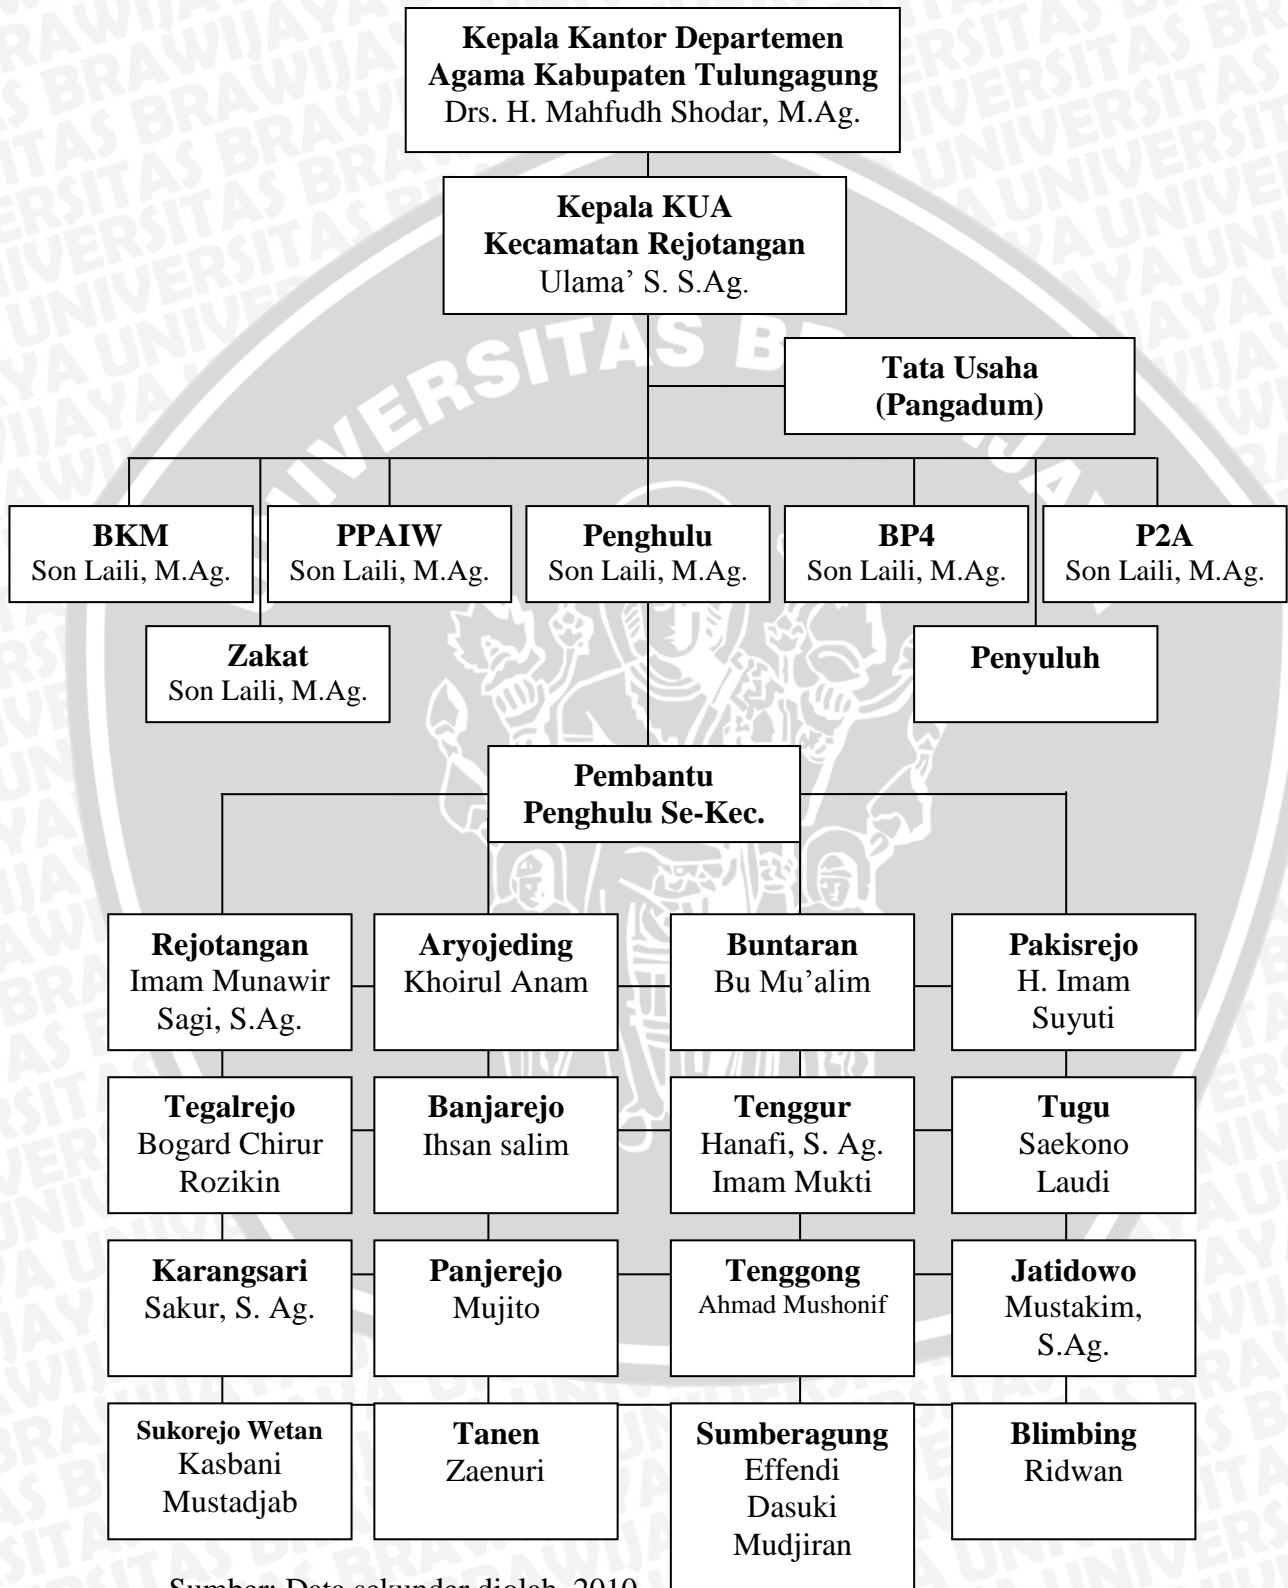 Kepala Kantor Departemen
Agama Kabupaten Tulungagung
Drs. H. Mahfudh Shodar, M.Ag.
Kepala KUA
Kecamatan Rejotangan
Ulama’ S. S.Ag.
Tata Usaha
(Pangadum)
BKM
Son Laili, M.Ag.
PPAIW
Son Laili, M.Ag.
Penghulu
Son Laili, M.Ag.
BP4
Son Laili, M.Ag.
P2A
Son Laili, M.Ag.
Zakat
Son Laili, M.Ag.
Penyuluh
Pembantu
Penghulu Se-Kec.
Rejotangan
Imam Munawir
Sagi, S.Ag.
Aryojeding
Khoirul Anam
Buntaran
Bu Mu’alim
Pakisrejo
H. Imam
Suyuti
Tegalrejo
Bogard Chirur
Rozikin
Banjarejo
Ihsan salim
Tenggur
Hanafi, S. Ag.
Imam Mukti
Tugu
Saekono
Laudi
Karangsari
Sakur, S. Ag.
Panjerejo
Mujito
Tenggong
Ahmad Mushonif
Jatidowo
Mustakim,
S.Ag.
Sukorejo Wetan
Kasbani
Mustadjab
Tanen
Zaenuri
Sumberagung
Effendi
Dasuki
Mudjiran
Blimbing
Ridwan
Sumber: Data sekunder diolah, 2010